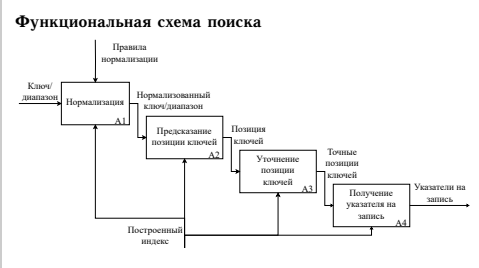 Функциональная схема поиска
Правила
нормализации
Ключ/
диапазон
Нормализация
A1
Нормализованный
ключ/диапазон
Предсказание
позиции ключей
A2
Позиция
ключей
Уточнение
позиции
ключей
A3
Точные
позиции
ключей
Получение
указателя на
запись
A4
Указатели на
запись
Построенный
индекс